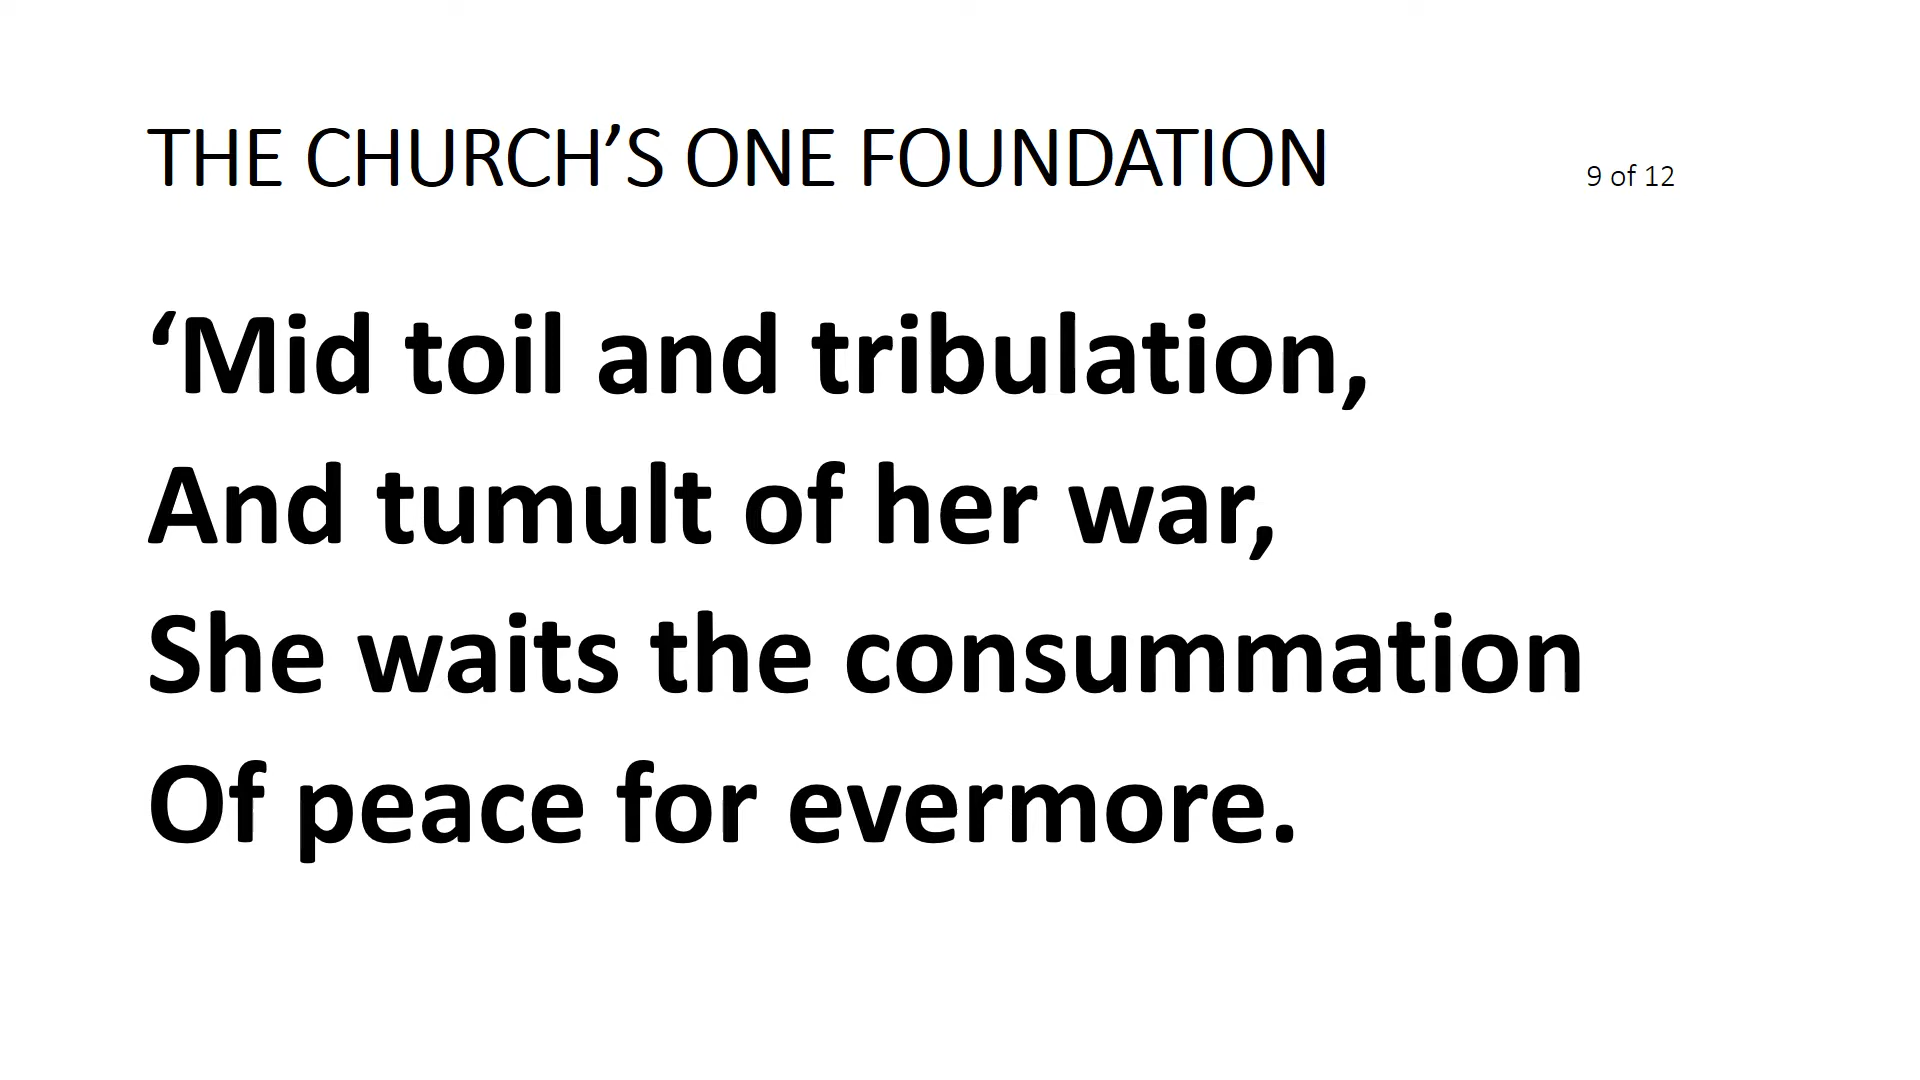 THE CHURCH’S ONE FOUNDATION 9 of 12
‘Mid toil and tribulation,
And tumult of her war,
She waits the consummation
Of peace for evermore.